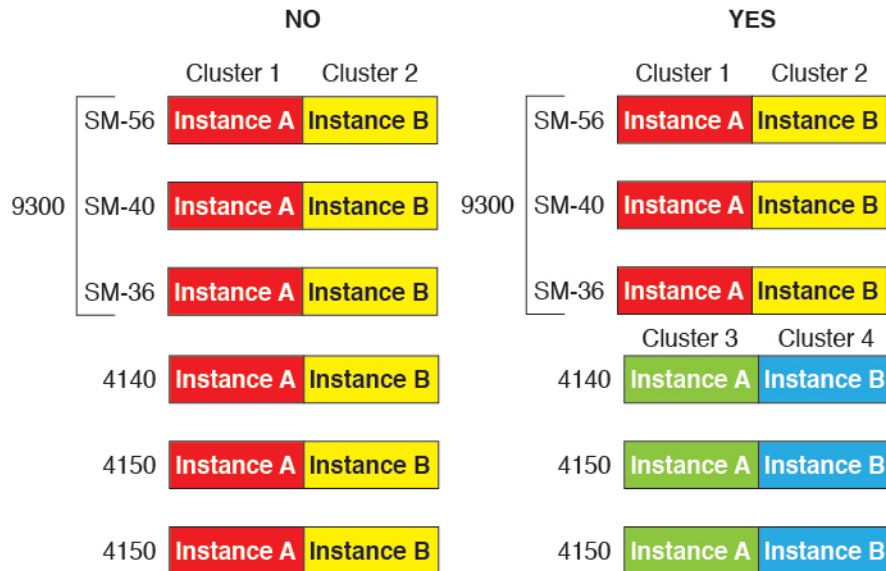 NO YES
Cluster 1 Cluster 2 Cluster 1 Cluster 2
SM-56 Instance A Instance B SM-56 Instance A Instance B
9300 SM-40 Instance A Instance B 9300 SM-40 Instance A Instance B
SM-36 Instance A Instance B SM-36 Instance A Instance B
Cluster 3 Cluster 4
4140 Instance A Instance B 4140 Instance A Instance B
4150 Instance A Instance B 4150 Instance A Instance B
4150 Instance A Instance B 4150 Instance A Instance B